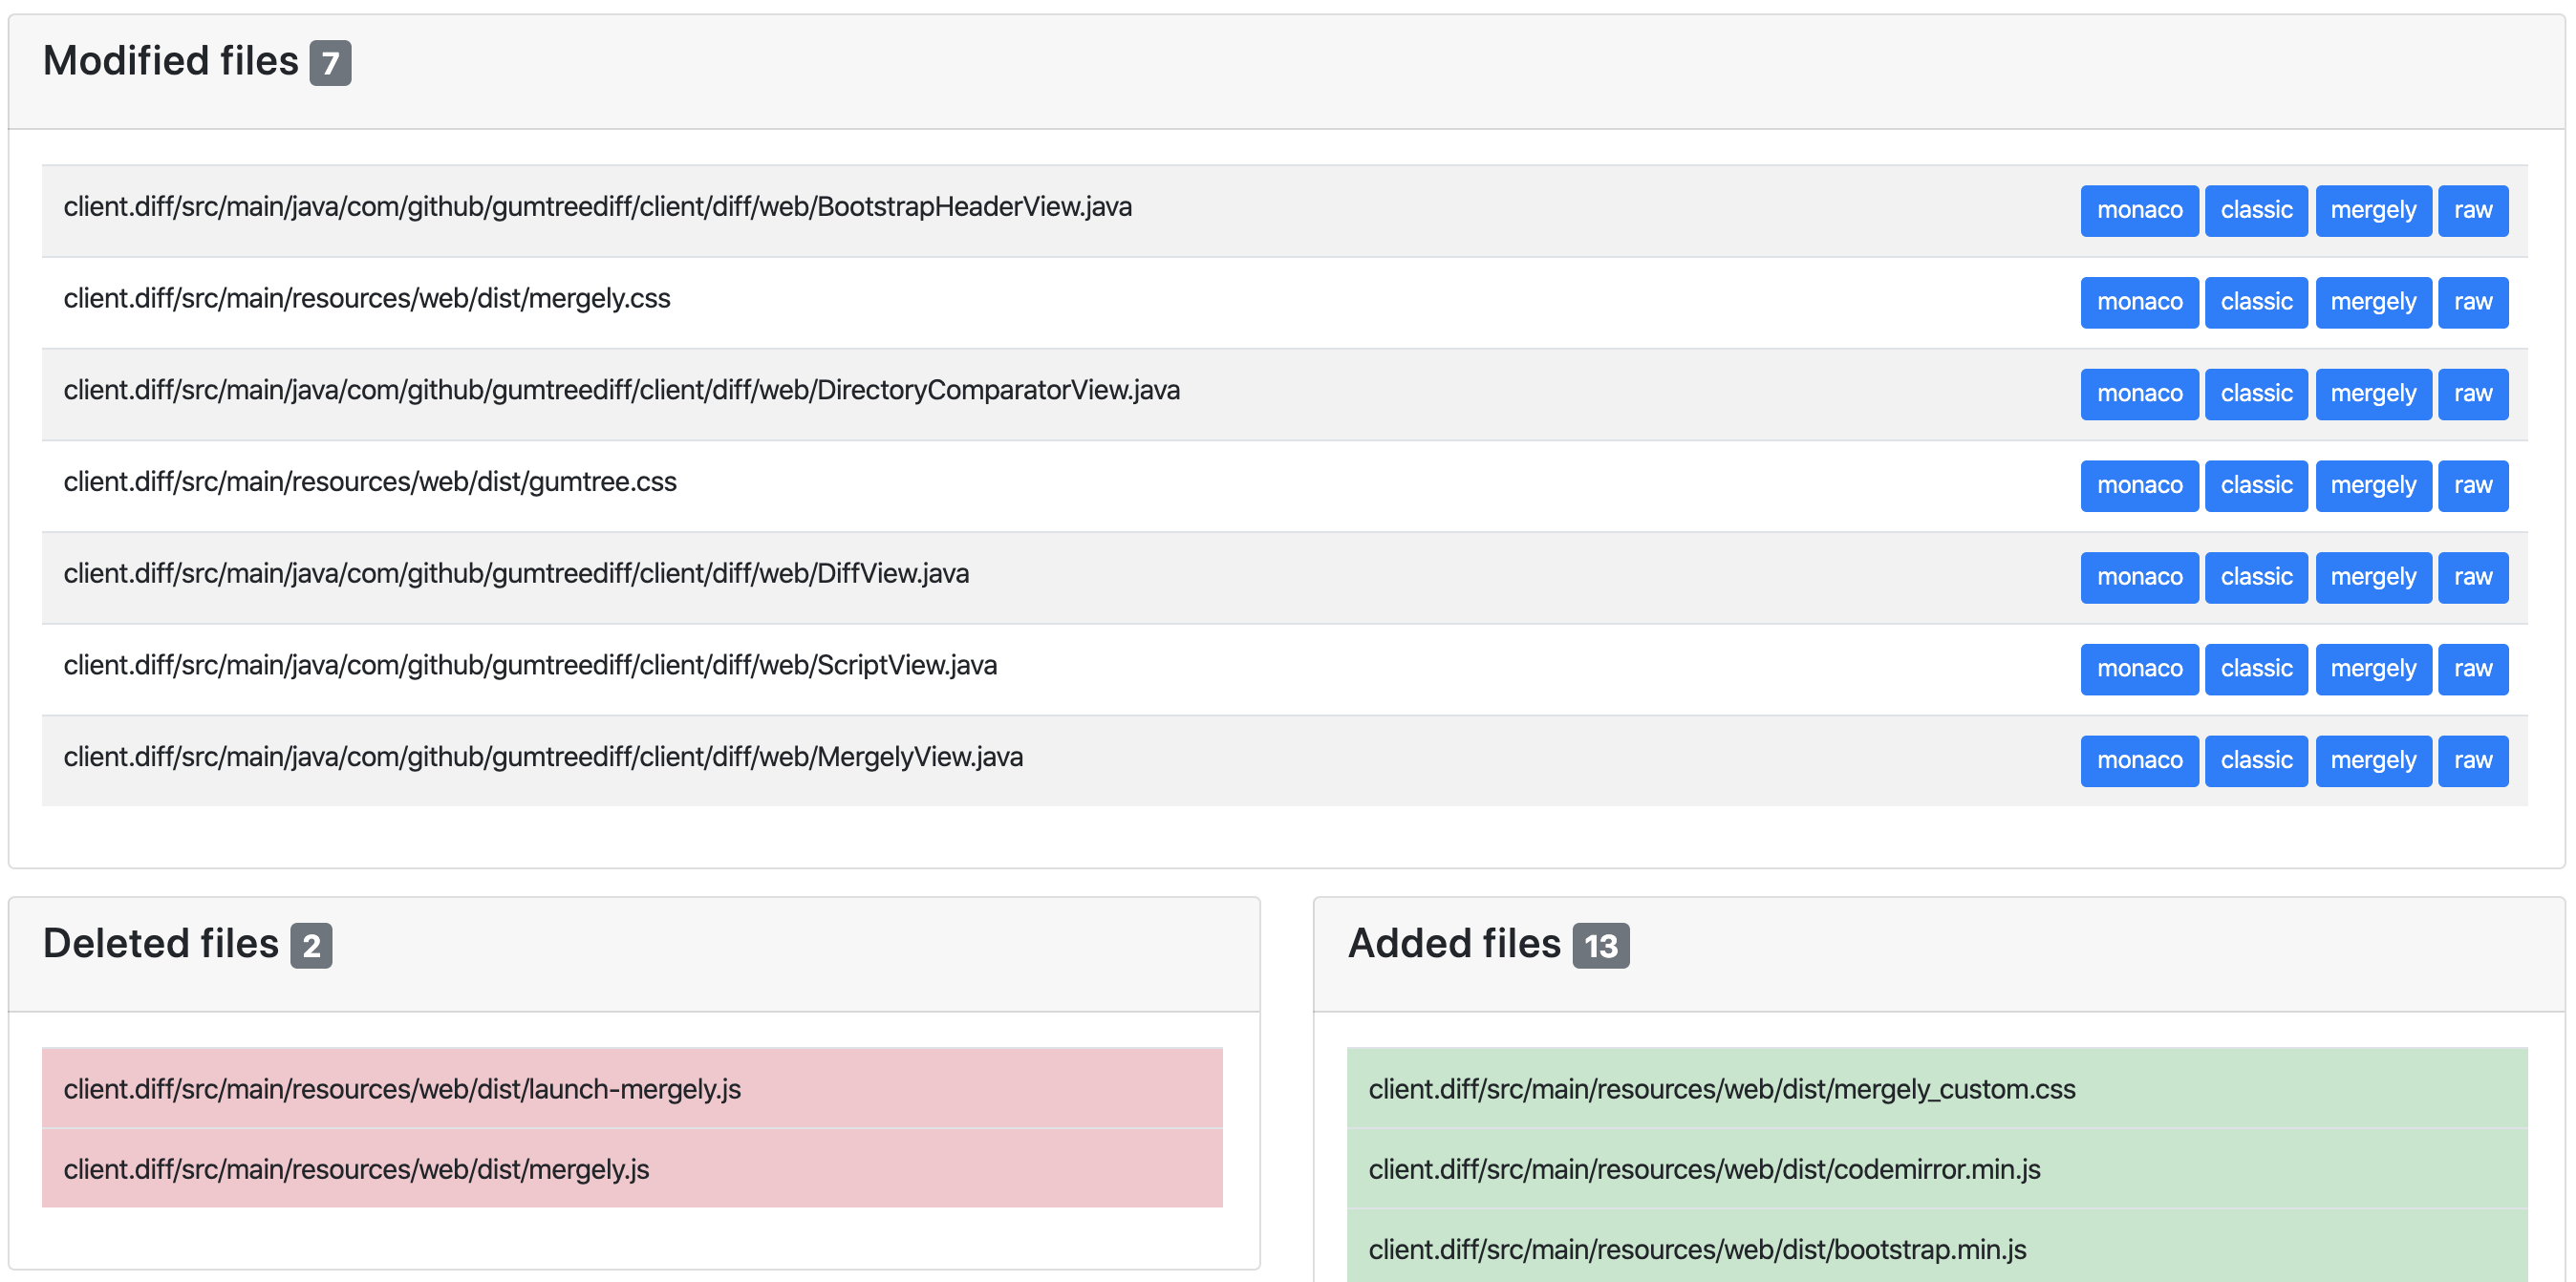 Modified files 7
client.diff/src/main/java/com/github/gumtreediff/client/diff/web/BootstrapHeaderView.java monaco classic mergely raw
client.diff/src/main/resources/web/dist/mergely.css monaco classic mergely raw
client.diff/src/main/java/com/github/gumtreediff/client/diff/web/DirectoryComparatorView.java monaco classic mergely raw
client.diff/src/main/resources/web/dist/gumtree.css monaco classic mergely raw
client.diff/src/main/java/com/github/gumtreediff/client/diff/web/DiffView.java monaco classic mergely raw
client.diff/src/main/java/com/github/gumtreediff/client/diff/web/ScriptView.java monaco classic mergely raw
client.diff/src/main/java/com/github/gumtreediff/client/diff/web/MergelyView.java monaco classic mergely raw
Deleted files 2
client.diff/src/main/resources/web/dist/launch-mergely.js
client.diff/src/main/resources/web/dist/mergely.js
Added files 13
client.diff/src/main/resources/web/dist/mergely_custom.css
client.diff/src/main/resources/web/dist/codemirror.min.js
client.diff/src/main/resources/web/dist/bootstrap.min.js